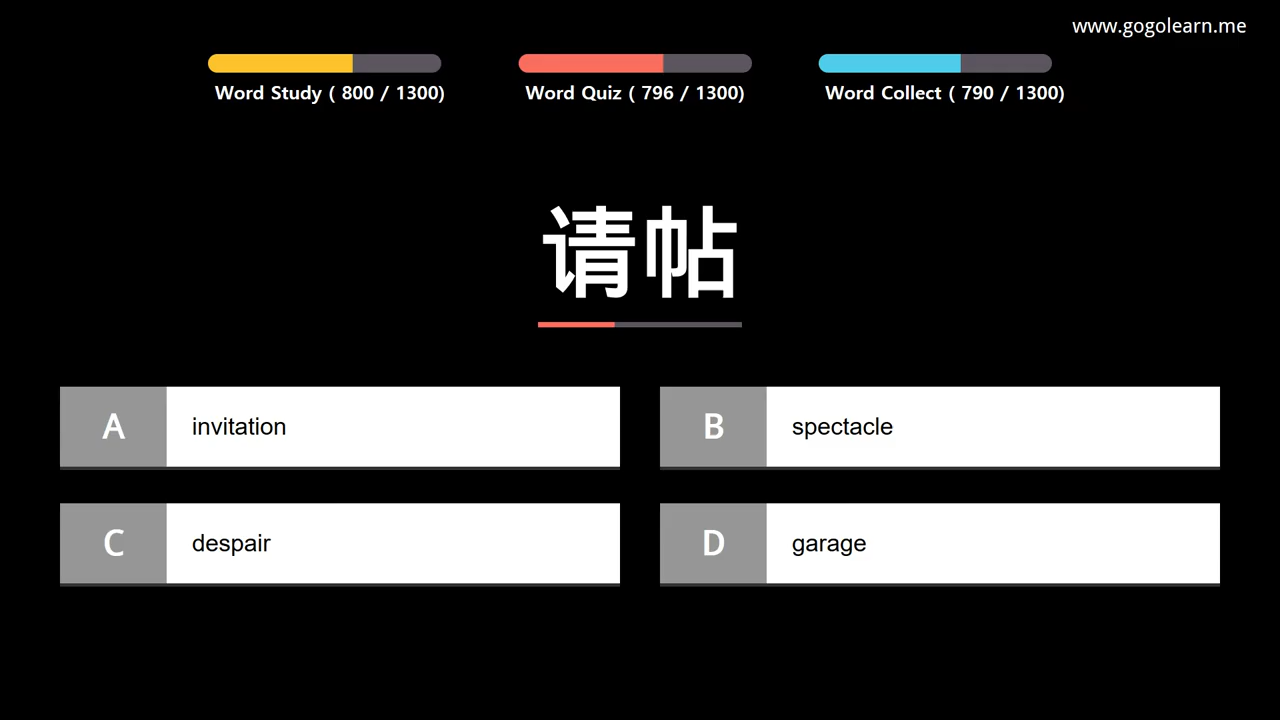 www.gogolearn.me
Word Study ( 800 / 1300)
Word Quiz ( 796 / 1300)
Word Collect ( 790 / 1300)
请帖
A
invitation
B
spectacle
C
despair
D
garage